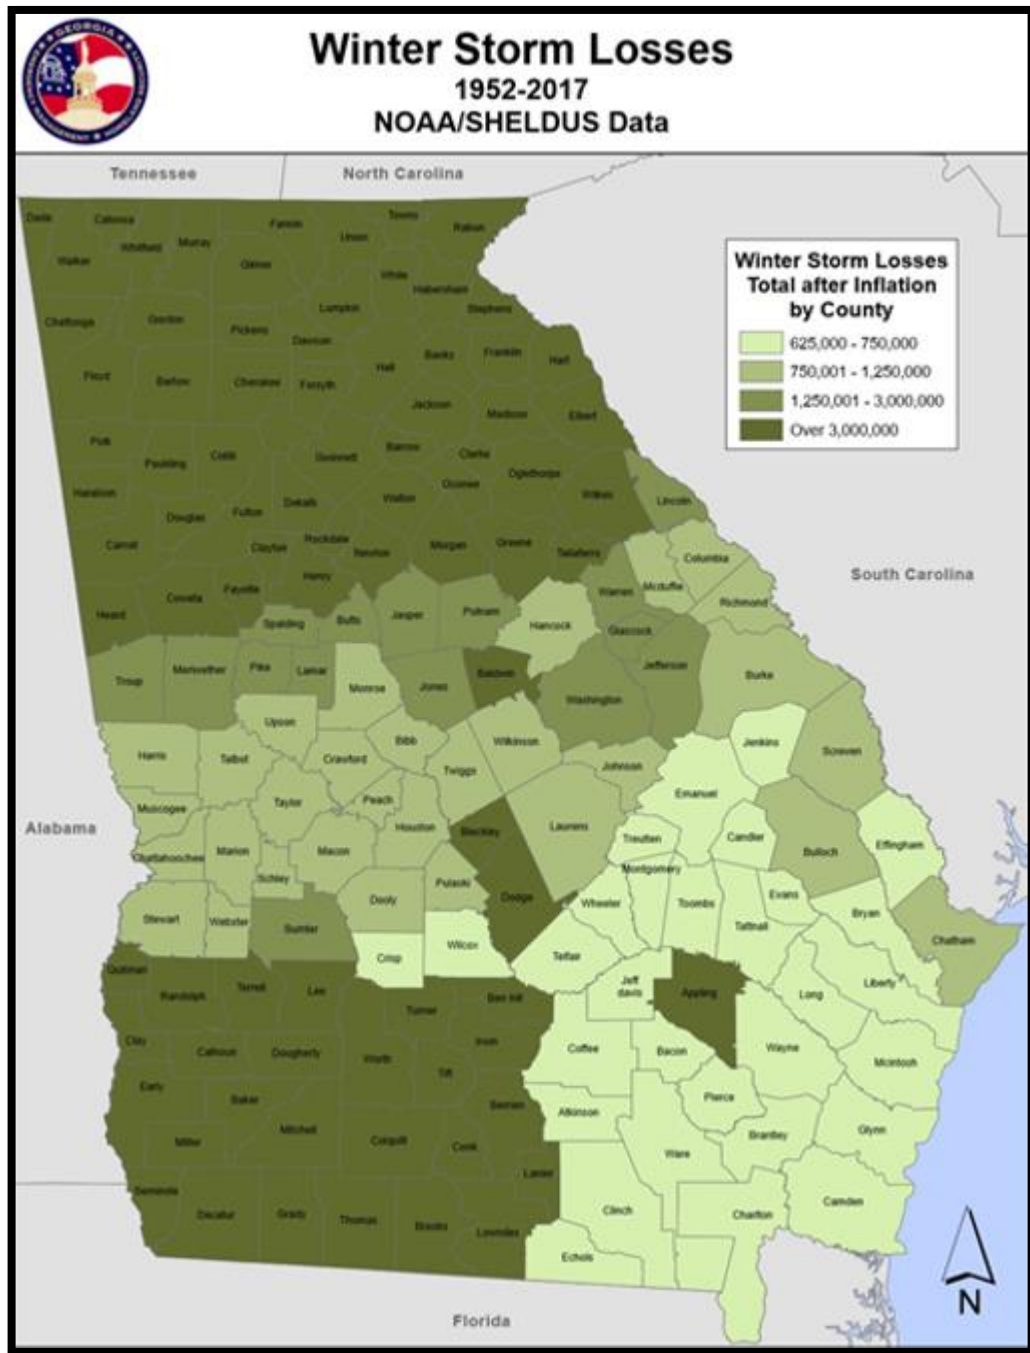 Winter Storm Losses
1952-2017
NOAA/SHELDUS Data
GEORGIA
Tennessee
North Carolina
Winter Storm Losses
Total after Inflation
by County
625,000 - 750,000
750,001 - 1,250,000
1,250,001 - 3,000,000
Over 3,000,000
Dade
Catoosa
Fannin
Towns
Rabun
Walker
Whitfield
Murray
Union
Gilmer
White
Habersham
Chattooga
Gordon
Lumpkin
Stephens
Pickens
Dawson
Floyd
Bartow
Cherokee
Forsyth
Hall
Banks
Franklin
Hart
Jackson
Madison
Elbert
Polk
Paulding
Cobb
Gwinnett
Barrow
Clarke
Oconee
Oglethorpe
Haralson
Douglas
Fulton
Dekalb
Walton
Wilkes
Lincoln
Carroll
Clayton
Rockdale
Newton
Morgan
Greene
Taliaferro
Columbia
South Carolina
Heard
Coweta
Fayette
Henry
Warren
Mcduffie
Richmond
Spalding
Butts
Jasper
Putnam
Hancock
Glascock
Troup
Meriwether
Pike
Lamar
Monroe
Jones
Baldwin
Washington
Jefferson
Burke
Harris
Talbot
Upson
Crawford
Bibb
Twiggs
Wilkinson
Johnson
Jenkins
Screven
Muscogee
Taylor
Peach
Houston
Bleckley
Laurens
Treutlen
Emanuel
Candler
Bulloch
Effingham
Alabama
Chattahoochee
Marion
Schley
Macon
Dooly
Pulaski
Dodge
Montgomery
Wheeler
Toombs
Tattnall
Evans
Bryan
Chatham
Stewart
Webster
Sumter
Crisp
Wilcox
Telfair
Jeff
davis
Appling
Long
Liberty
Quitman
Randolph
Terrell
Lee
Turner
Ben hill
Clay
Calhoun
Dougherty
Worth
Tift
Irwin
Coffee
Bacon
Wayne
Mcintosh
Early
Baker
Mitchell
Berrien
Atkinson
Pierce
Miller
Colquitt
Cook
Lanier
Ware
Brantley
Glynn
Seminole
Decatur
Grady
Thomas
Brooks
Lowndes
Clinch
Echols
Charlton
Camden
Florida
N